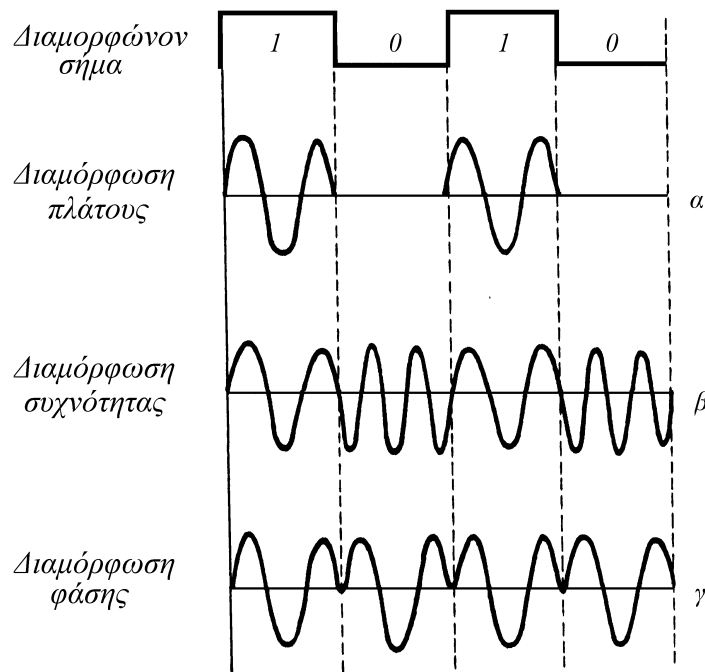 Διαμορφώνον
σήμα
1 0 1 0
Διαμόρφωση
πλάτους
α
Διαμόρφωση
συχνότητας
β
Διαμόρφωση
φάσης
γ